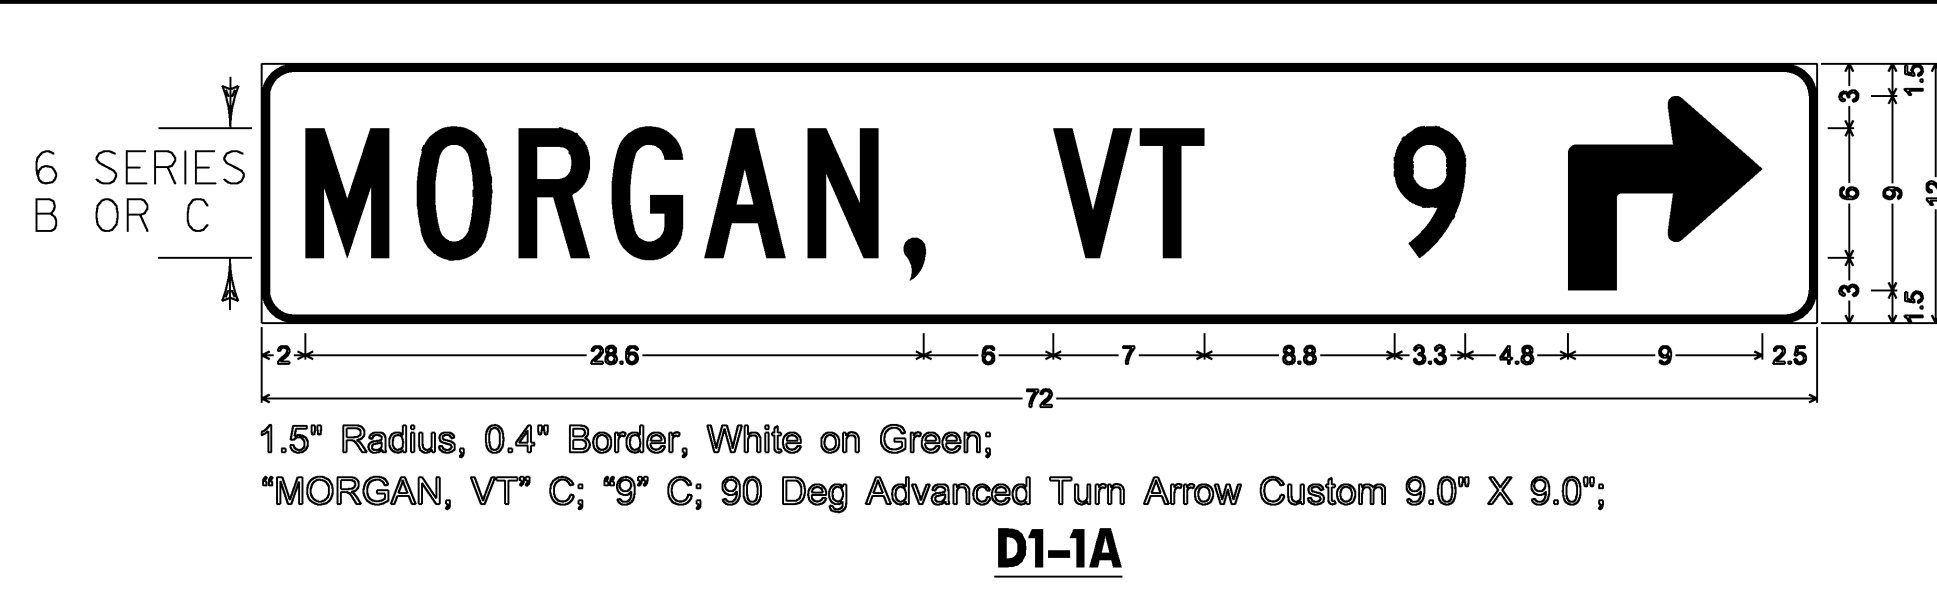 MORGAN, VT 9
6 SERIES
B OR C
3 1.5
6 9 12
3 1.5
2 28.6 6 7 8.8 3.3 4.8 9 2.5
72
1.5" Radius, 0.4" Border, White on Green;
“MORGAN, VT” C; “9” C; 90 Deg Advanced Turn Arrow Custom 9.0" X 9.0";
D1-1A